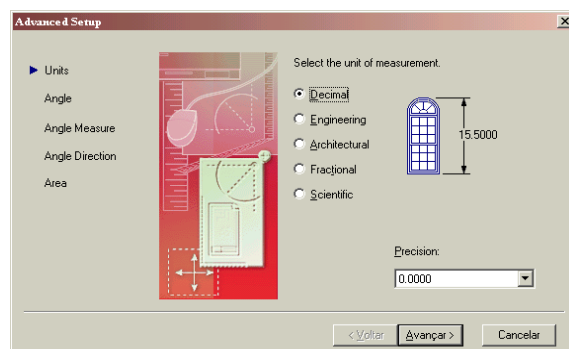 Advanced Setup
Units
Angle
Angle Measure
Angle Direction
Area
Select the unit of measurement.
Decimal
Engineering
Architectural
Fractional
Scientific
15.5000
Precision:
0.0000
< Voltar
Avançar >
Cancelar